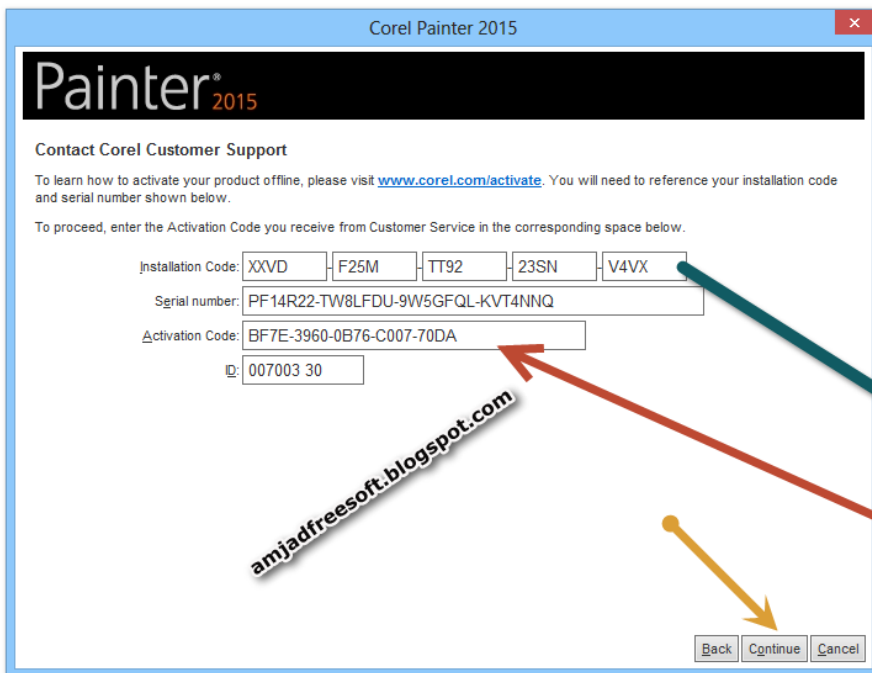 Corel Painter 2015
Painter® 2015
Contact Corel Customer Support
To learn how to activate your product offline, please visit www.corel.com/activate. You will need to reference your installation code
and serial number shown below.
To proceed, enter the Activation Code you receive from Customer Service in the corresponding space below.
Installation Code: XXVD - F25M - TT92 - 23SN - V4VX
Serial number: PF14R22-TW8LFDU-9W5GFQL-KVT4NNQ
Activation Code: BF7E-3960-0B76-C007-70DA
ID: 007003 30
amjadfreesoft.blogspot.com
Back Continue Cancel